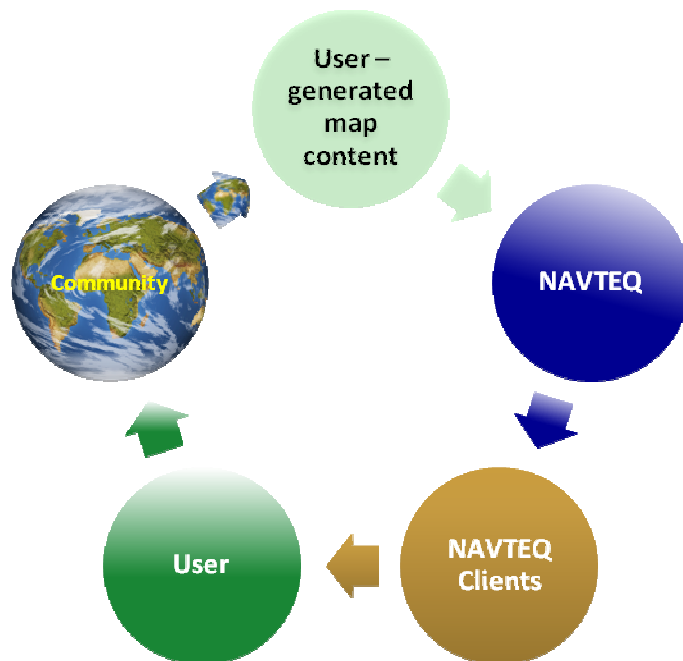 User –
generated
map
content
NAVTEQ
NAVTEQ
Clients
User
Community